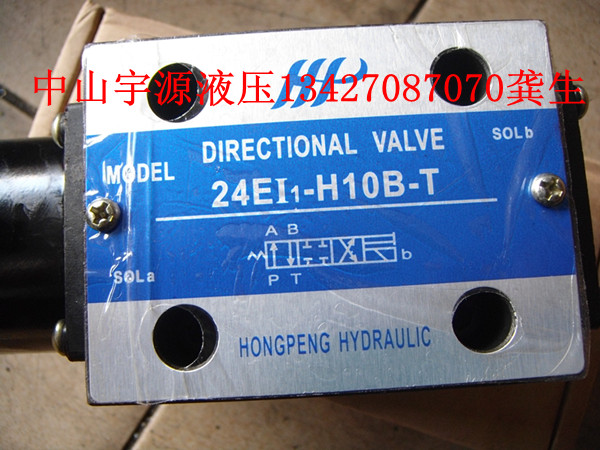 中山宇源液压13427087070龚生
HP
DIRECTIONAL VALVE
SOLb
MODEL
24EI1-H10B-T
A B
b
SOLa
P T
HONGPENG HYDRAULIC